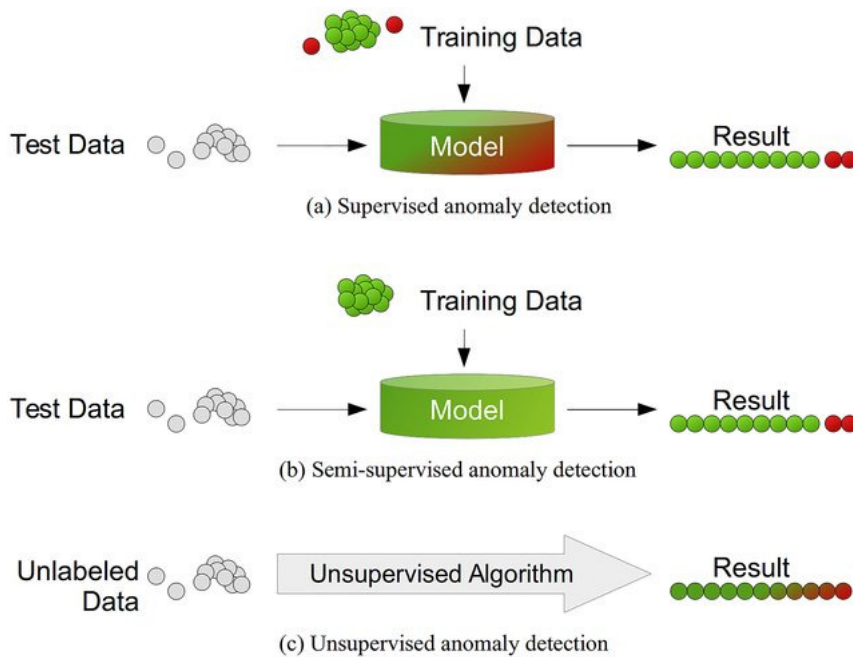 Training Data
Test Data
Model
Result
(a) Supervised anomaly detection
Training Data
Test Data
Model
Result
(b) Semi-supervised anomaly detection
Unlabeled
Data
Unsupervised Algorithm
Result
(c) Unsupervised anomaly detection